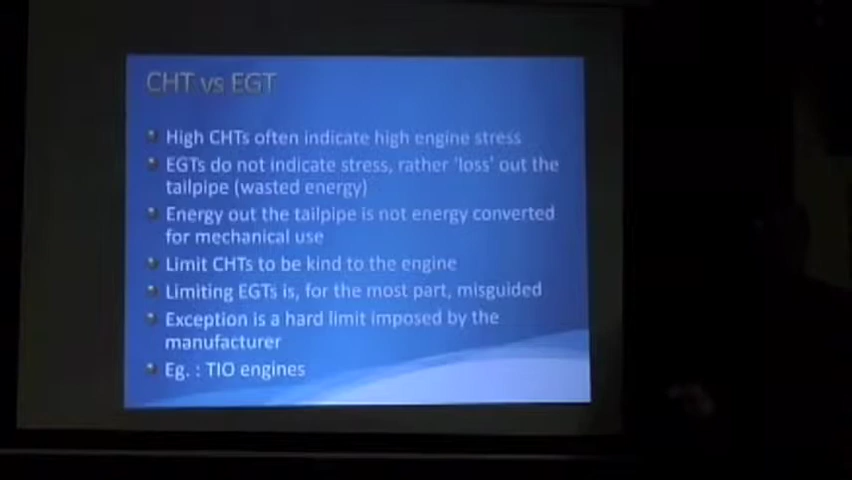 CHT vs EGT
High CHTs often indicate high engine stress
EGTs do not indicate stress, rather 'loss' out the
tailpipe (wasted energy)
Energy out the tailpipe is not energy converted
for mechanical use
Limit CHTs to be kind to the engine
Limiting EGTs is, for the most part, misguided
Exception is a hard limit imposed by the
manufacturer
Eg. : TIO engines